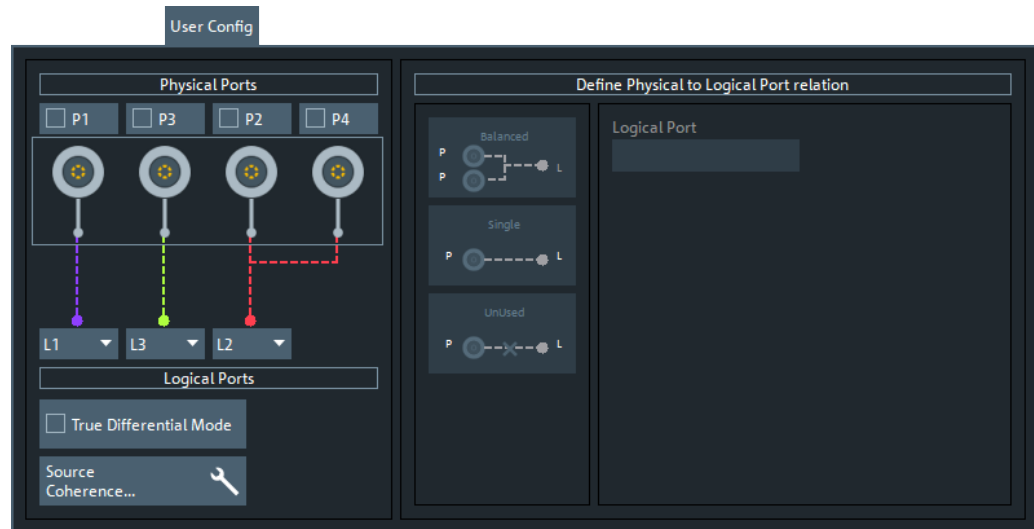 User Config
Physical Ports
P1
P3
P2
P4
L1
L3
L2
Logical Ports
True Differential Mode
Source
Coherence...
Define Physical to Logical Port relation
Balanced
P
P
L
Single
P
L
UnUsed
P
L
Logical Port